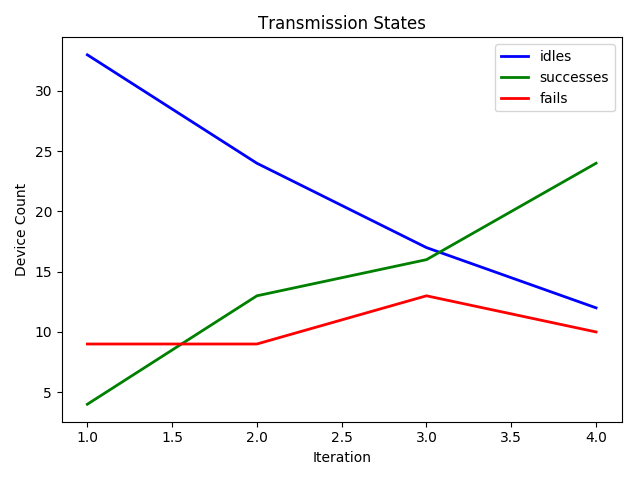 Transmission States
idles
successes
fails
Device Count
30
25
20
15
10
5
1.0 1.5 2.0 2.5 3.0 3.5 4.0
Iteration